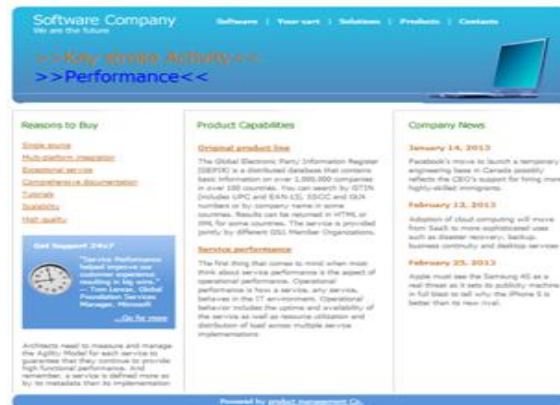 Software Company
We are the future
Software | Your cart | Solutions | Products | Contacts
>>Key stroke Activity<<
>>Performance<<
Reasons to Buy
Single source
Multi-platform integration
Exceptional service
Comprehensive documentation
Tutorials
Scalability
High quality
Get Support 24x7
"Service Performance
helped improve our
customer experience
resulting in big wins."
— Tom Lenox, Global
Foundation Services
Manager, Microsoft
...Go for more
Architects need to measure and manage
the Agility Model for each service to
guarantee that they continue to provide
high functional performance. And
remember, a service is defined more so
by its metadata than its implementation
Product Capabilities
Original product line
The Global Electronic Party Information Register
(GEPIR) is a distributed database that contains
basic information on over 1,000,000 companies
in over 100 countries. You can search by GTIN
(includes UPC and EAN-13), SSCC and GLN
numbers or by company name in some
countries. Results can be returned in HTML or
XML for some countries. The service is provided
jointly by different GS1 Member Organizations.
Service performance
The first thing that comes to mind when most
think about service performance is the aspect of
operational performance. Operational
performance is how a service, any service,
behaves in the IT environment. Operational
behavior includes the uptime and availability of
the service as well as resource utilization and
distribution of load across multiple service
implementations
Company News
January 14, 2013
Facebook's move to launch a temporary
engineering base in Canada possibly
reflects the CEO's support for hiring more
highly-skilled immigrants.
February 13, 2013
Adoption of cloud computing will move
from SaaS to more sophisticated uses
such as disaster recovery, backup,
business continuity and desktop services
February 25, 2013
Apple must see the Samsung 4S as a
real threat as it sets its publicity machine
in full blast to tell why the iPhone 5 is
better than its new rival.
Powered by product management Co.